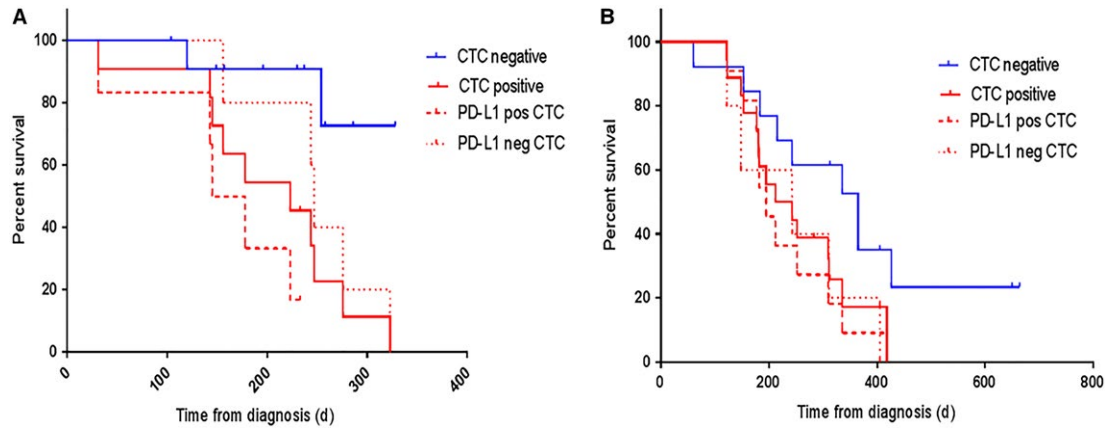 A
Percent survival
100
80
60
40
20
0
0
100
200
300
400
Time from diagnosis (d)
CTC negative
CTC positive
PD-L1 pos CTC
PD-L1 neg CTC
B
Percent survival
100
80
60
40
20
0
0
200
400
600
800
Time from diagnosis (d)
CTC negative
CTC positive
PD-L1 pos CTC
PD-L1 neg CTC